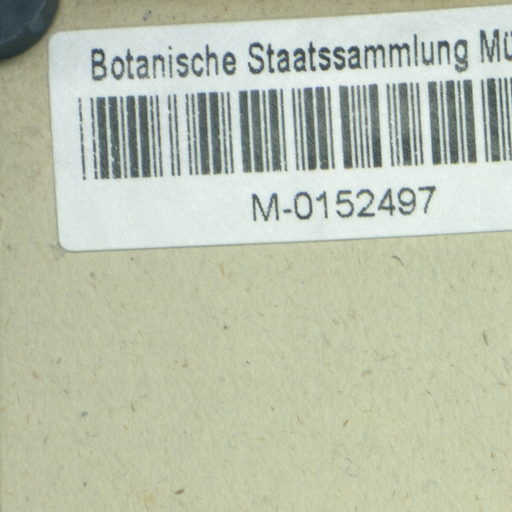 Botanische Staatssammlung Mü
M-0152497